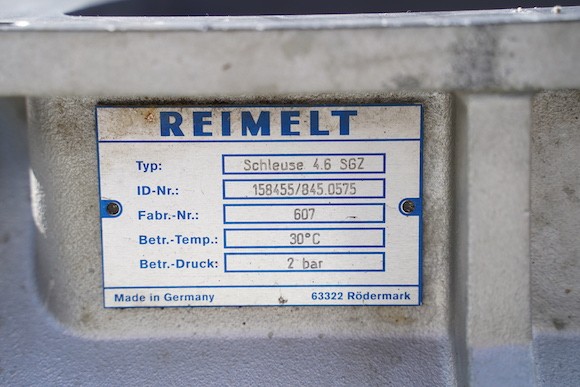 REIMELT
Typ: Schleuse 4.6 SGZ
ID-Nr.: 158455/845.0575
Fabr.-Nr.: 607
Betr.-Temp.: 30°C
Betr.-Druck: 2 bar
Made in Germany 63322 Rödermark